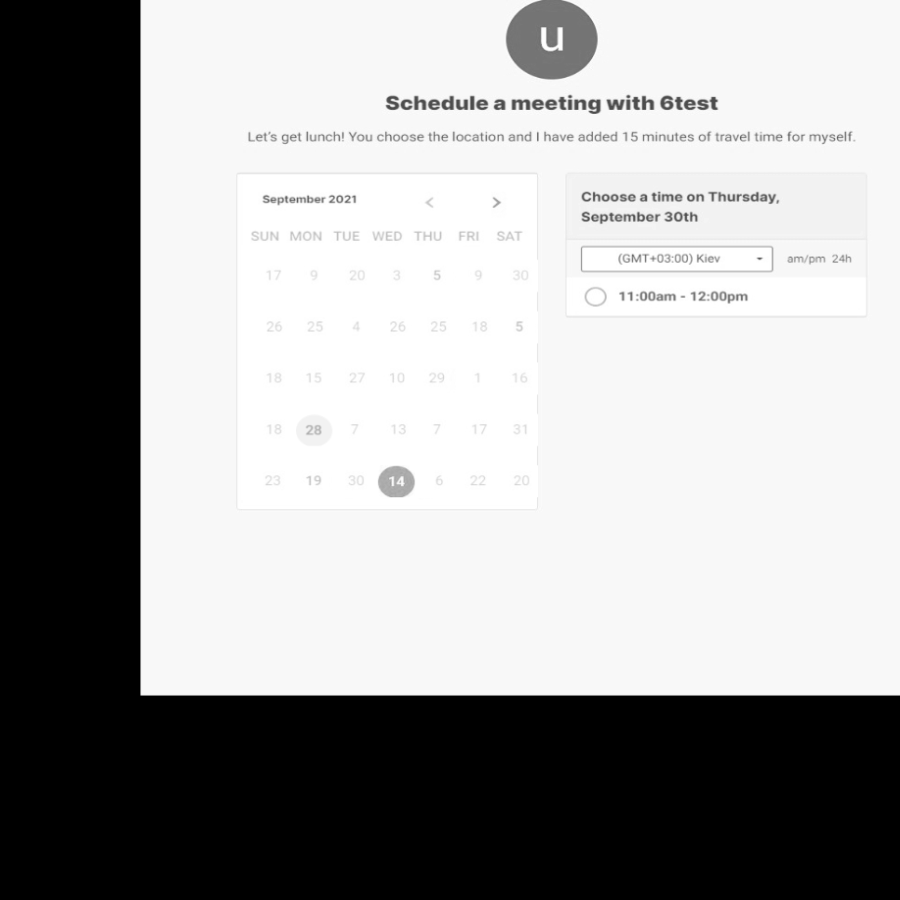 u
Schedule a meeting with 6test
Let's get lunch! You choose the location and I have added 15 minutes of travel time for myself.
September 2021 < >
SUN MON TUE WED THU FRI SAT
17 9 20 3 5 9 30
26 25 4 26 25 18 5
18 15 27 10 29 1 16
18 28 7 13 7 17 31
23 19 30 14 6 22 20
Choose a time on Thursday,
September 30th
(GMT+03:00) Kiev am/pm 24h
11:00am - 12:00pm